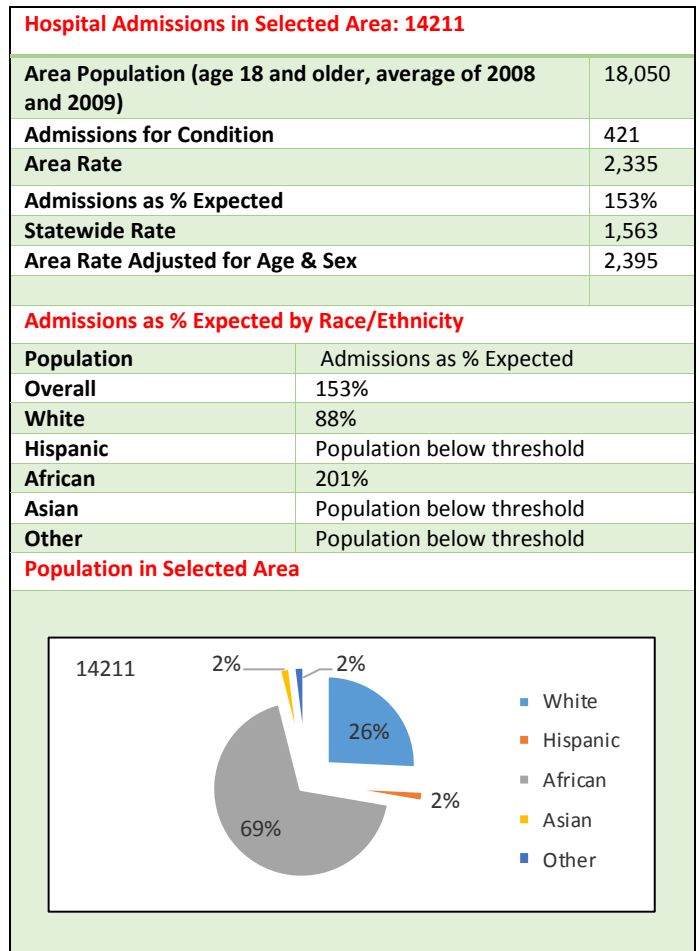 Hospital Admissions in Selected Area: 14211
Area Population (age 18 and older, average of 2008 18,050
and 2009)
Admissions for Condition 421
Area Rate 2,335
Admissions as % Expected 153%
Statewide Rate 1,563
Area Rate Adjusted for Age & Sex 2,395
Admissions as % Expected by Race/Ethnicity
Population Admissions as % Expected
Overall 153%
White 88%
Hispanic Population below threshold
African 201%
Asian Population below threshold
Other Population below threshold
Population in Selected Area
14211
2%
2%
26%
2%
69%
White
Hispanic
African
Asian
Other